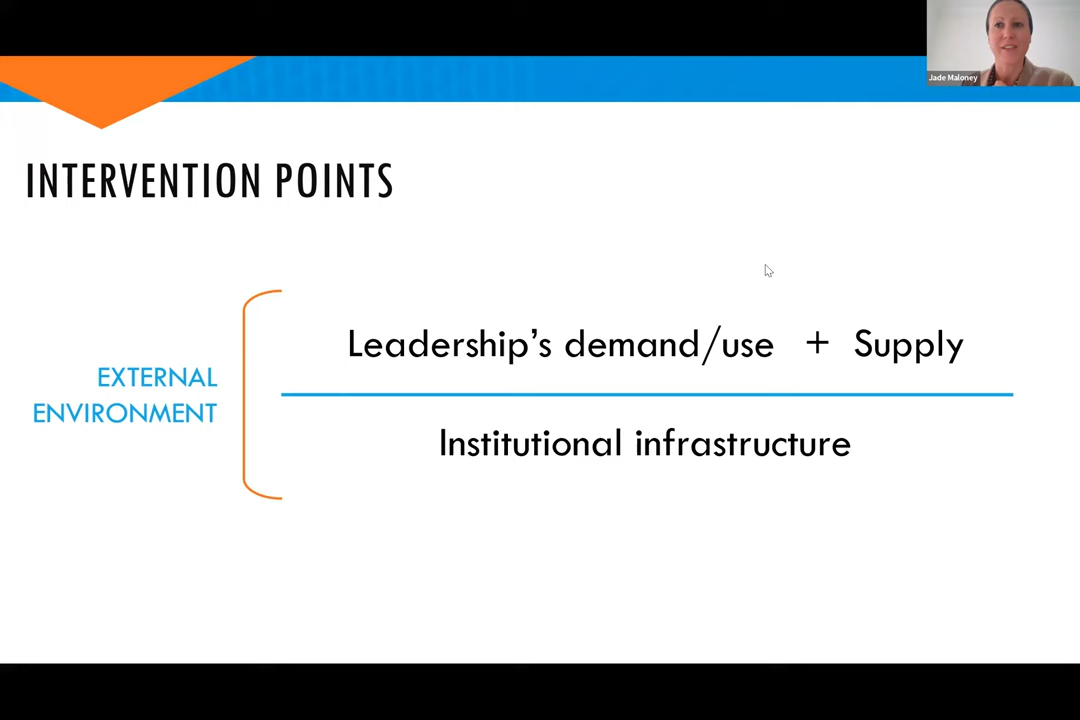 Jade Maloney
INTERVENTION POINTS
Leadership's demand/use + Supply
EXTERNAL
ENVIRONMENT
Institutional infrastructure